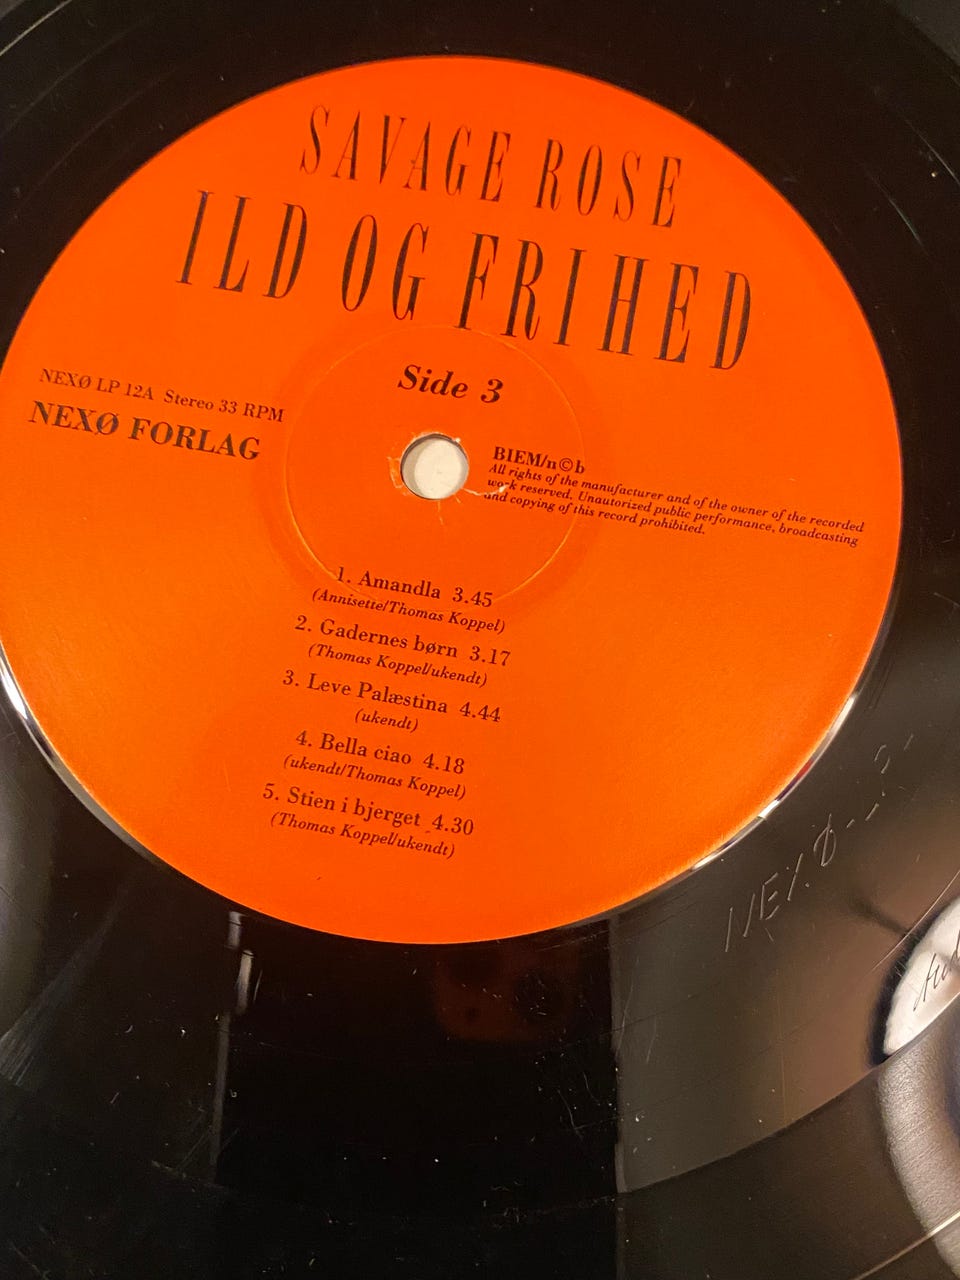 SAVAGE ROSE
ILD OG FRIHED
Side 3
NEXØ LP 12A Stereo 33 RPM
NEXØ FORLAG
BIEM/n©b
All rights of the manufacturer and of the owner of the recorded
work reserved. Unautorized public performance, broadcasting
and copying of this record prohibited.
1. Amandla 3.45
(Annisette/Thomas Koppel)
2. Gadernes børn 3.17
(Thomas Koppel/ukendt)
3. Leve Palæstina 4.44
(ukendt)
4. Bella ciao 4.18
(ukendt/Thomas Koppel)
5. Stien i bjerget 4.30
(Thomas Koppel/ukendt)
NEXØ